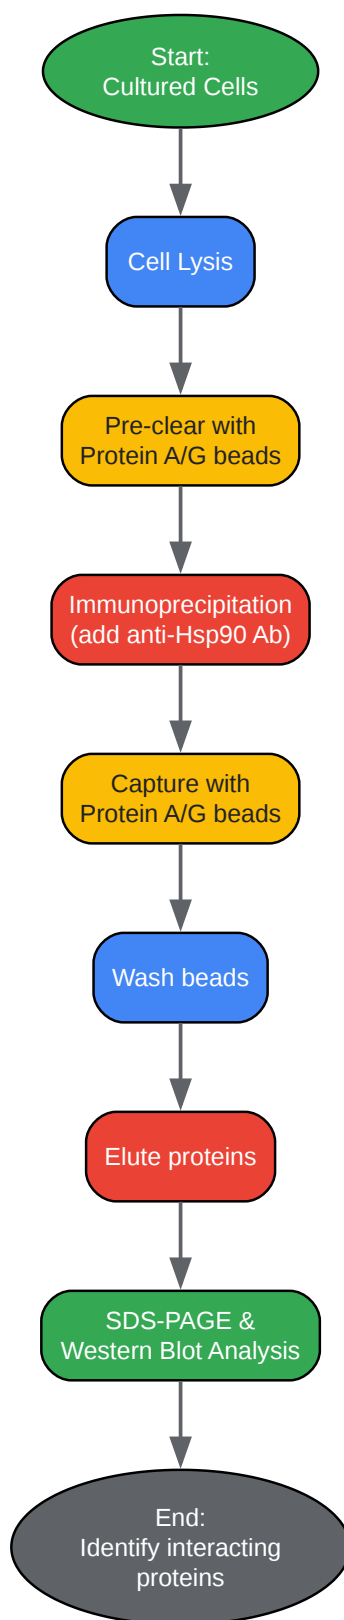 Start:
Cultured Cells
Cell Lysis
Pre-clear with
Protein A/G beads
Immunoprecipitation
(add anti-Hsp90 Ab)
Capture with
Protein A/G beads
Wash beads
Elute proteins
SDS-PAGE &
Western Blot Analysis
End:
Identify interacting
proteins